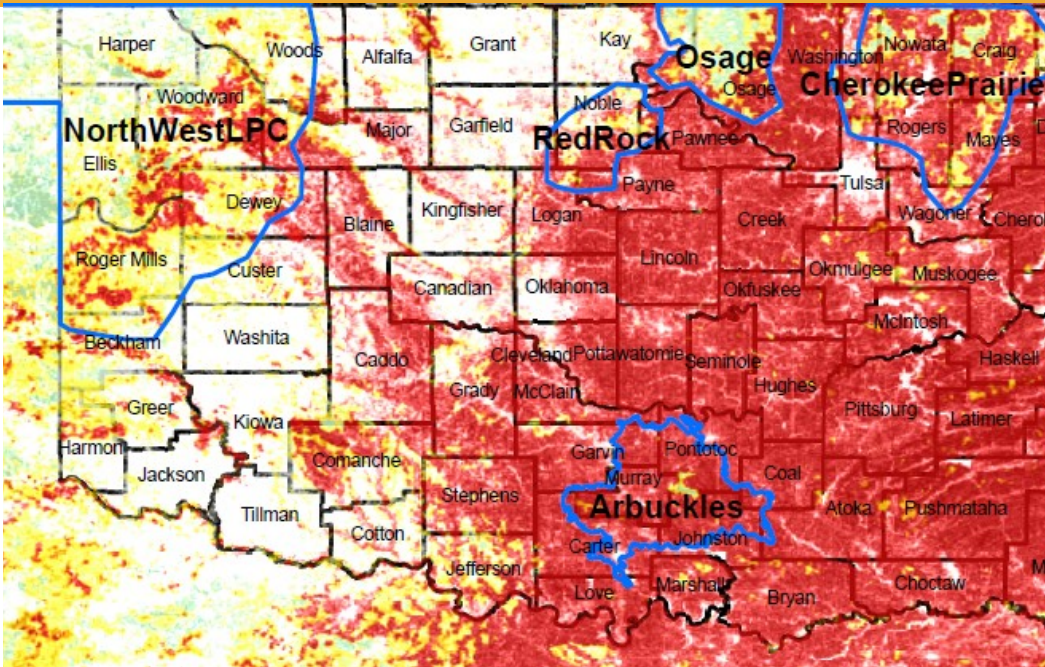 Harper
Woods
Alfalfa
Grant
Kay
Osage
Washington
Nowata
Craig
Woodward
Noble
Osage
CherokeePrairie
NorthWestLPC
Major
Garfield
RedRock
Pawnee
Rogers
Mayes
Ellis
Dewey
Blaine
Kingfisher
Logan
Payne
Creek
Tulsa
Wagoner
Roger Mills
Custer
Canadian
Oklahoma
Lincoln
Okfuskee
Okmulgee
Muskogee
Beckham
Washita
Caddo
Grady
Cleveland
McClain
Pottawatomie
Seminole
Hughes
McIntosh
Haskell
Greer
Kiowa
Pittsburg
Latimer
Harmon
Jackson
Comanche
Stephens
Garvin
Murray
Pontotoc
Coal
Tillman
Cotton
Arbuckles
Atoka
Pushmataha
Carter
Johnston
Jefferson
Love
Marshall
Bryan
Choctaw